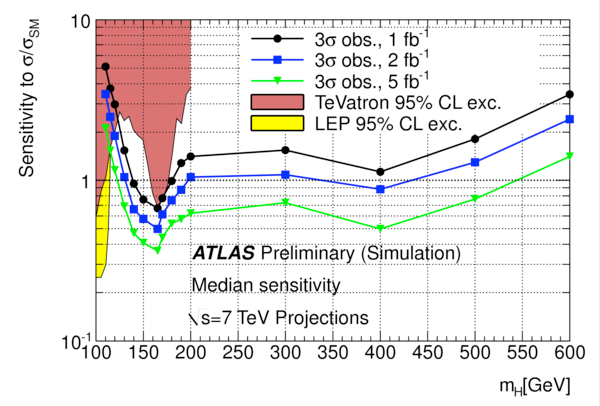 Sensitivity to σ/σSM
10
1
10⁻¹
3σ obs., 1 fb⁻¹
3σ obs., 2 fb⁻¹
3σ obs., 5 fb⁻¹
TeVatron 95% CL exc.
LEP 95% CL exc.
ATLAS Preliminary (Simulation)
Median sensitivity
\s=7 TeV Projections
100 150 200 250 300 350 400 450 500 550 600
mH[GeV]